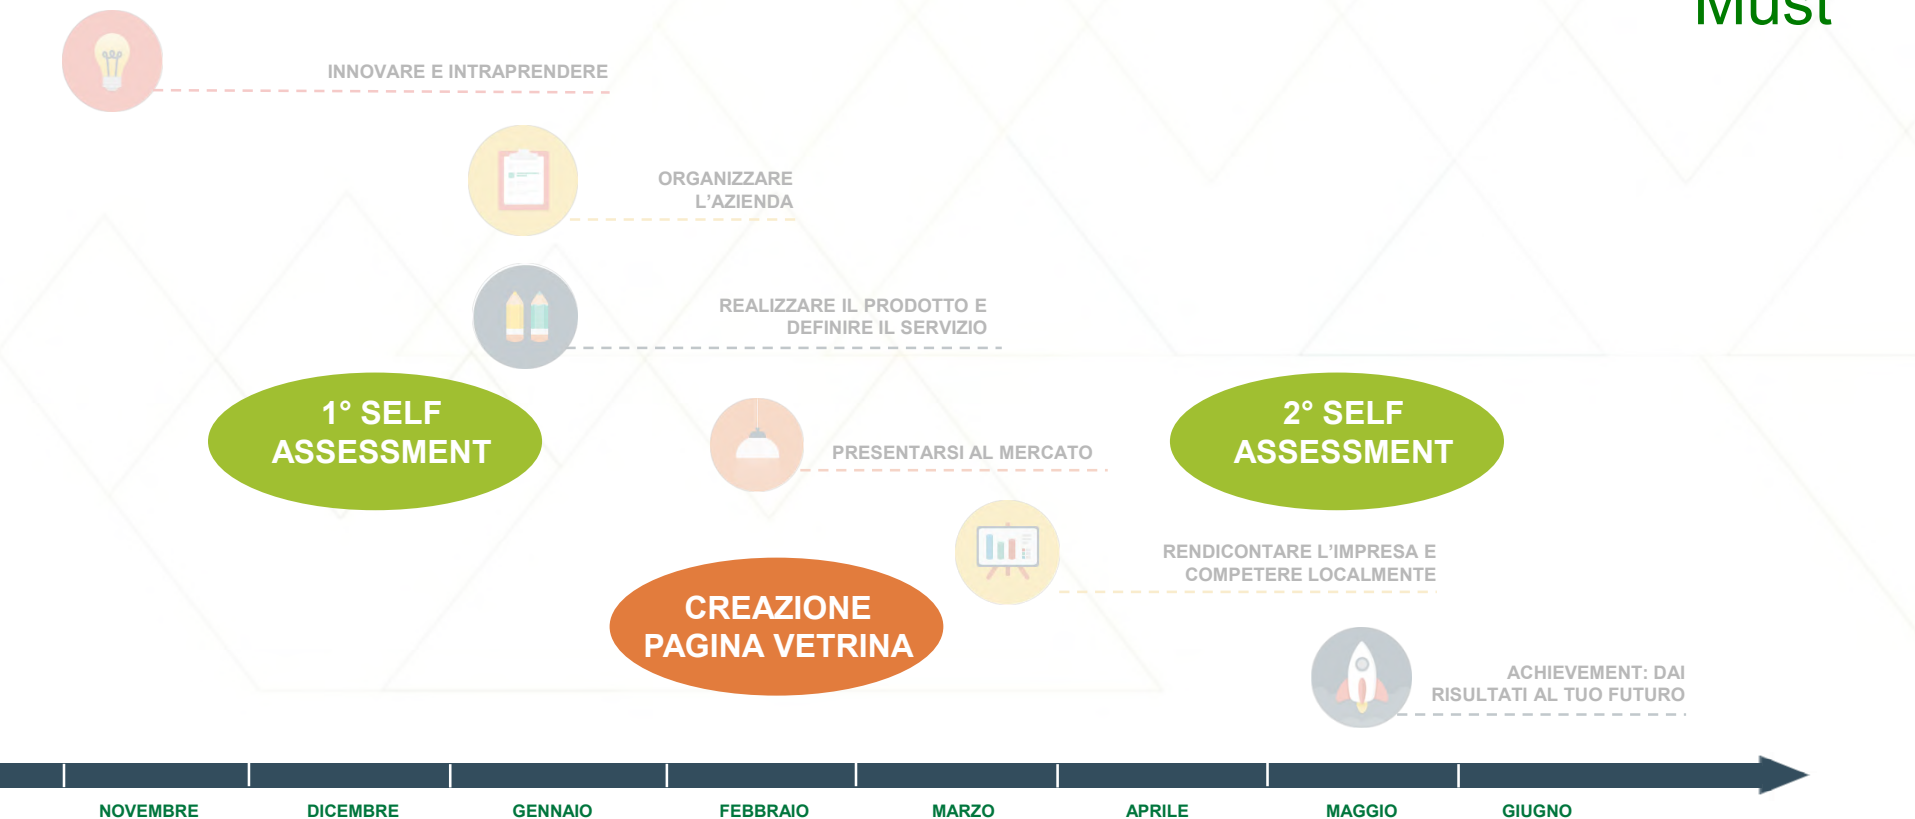 Must
INNOVARE E INTRAPRENDERE
ORGANIZZARE
L’AZIENDA
REALIZZARE IL PRODOTTO E
DEFINIRE IL SERVIZIO
1° SELF
ASSESSMENT
PRESENTARSI AL MERCATO
2° SELF
ASSESSMENT
RENDICONTARE L’IMPRESA E
COMPETERE LOCALMENTE
CREAZIONE
PAGINA VETRINA
ACHIEVEMENT: DAI
RISULTATI AL TUO FUTURO
NOVEMBRE DICEMBRE GENNAIO FEBBRAIO MARZO APRILE MAGGIO GIUGNO